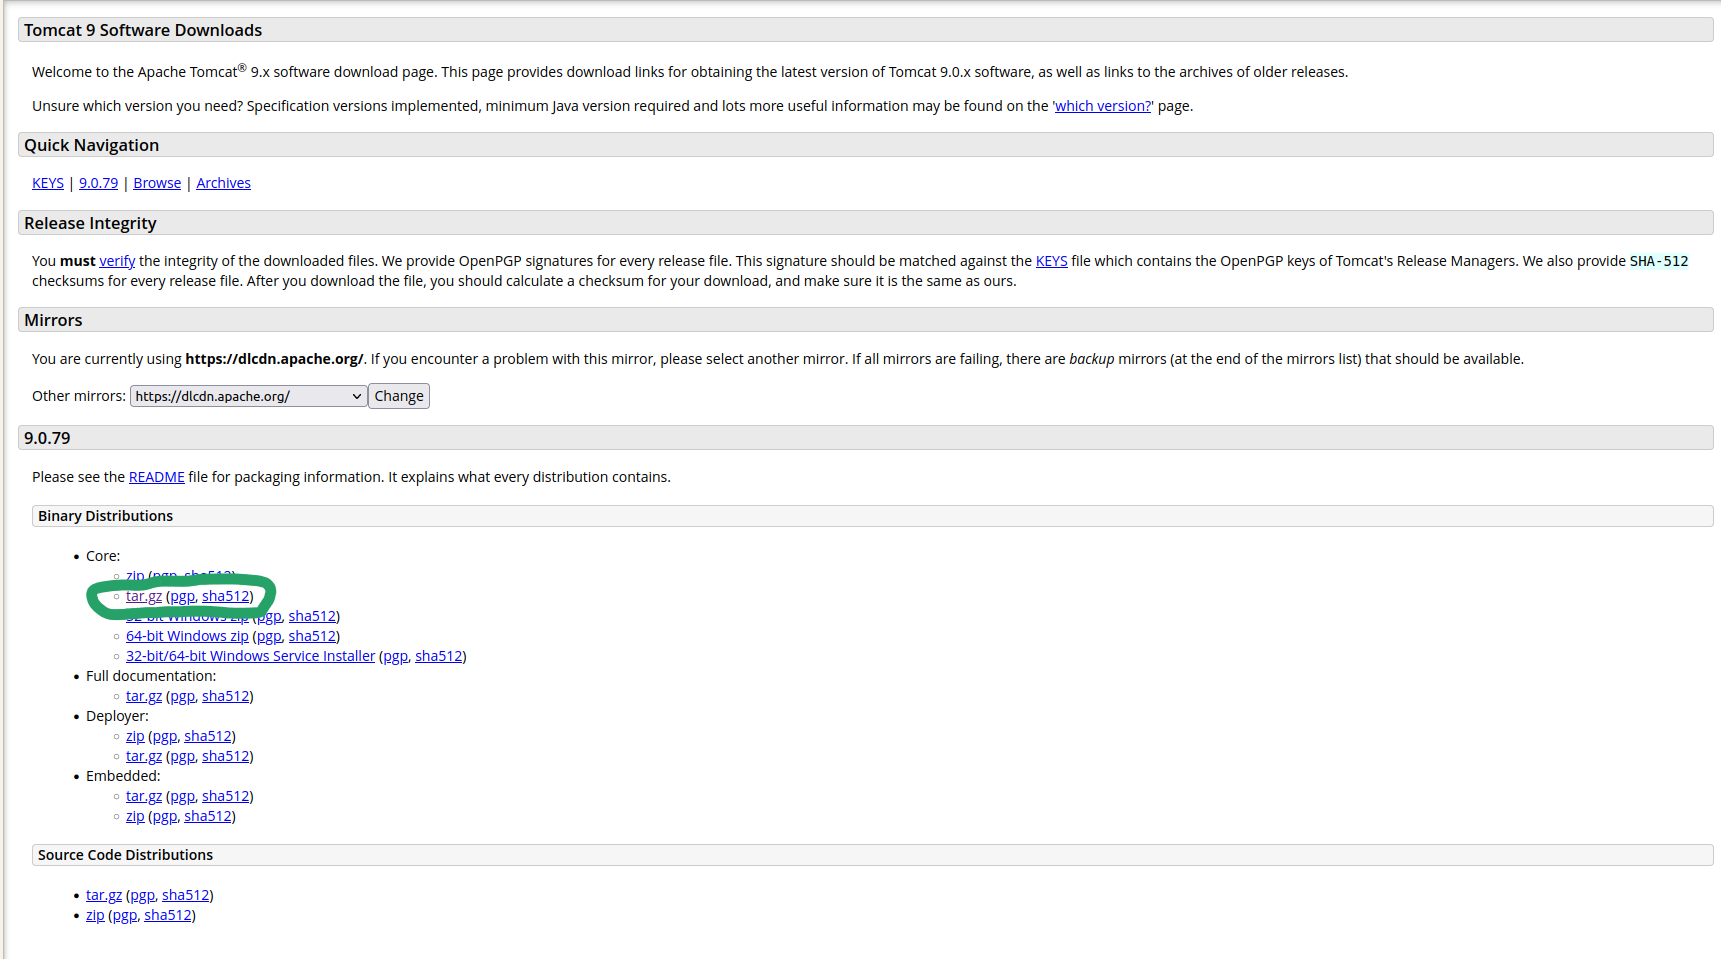 Tomcat 9 Software Downloads
Welcome to the Apache Tomcat® 9.x software download page. This page provides download links for obtaining the latest version of Tomcat 9.0.x software, as well as links to the archives of older releases.
Unsure which version you need? Specification versions implemented, minimum Java version required and lots more useful information may be found on the 'which version?' page.
Quick Navigation
KEYS | 9.0.79 | Browse | Archives
Release Integrity
You must verify the integrity of the downloaded files. We provide OpenPGP signatures for every release file. This signature should be matched against the KEYS file which contains the OpenPGP keys of Tomcat's Release Managers. We also provide SHA-512
checksums for every release file. After you download the file, you should calculate a checksum for your download, and make sure it is the same as ours.
Mirrors
You are currently using https://dlcdn.apache.org/. If you encounter a problem with this mirror, please select another mirror. If all mirrors are failing, there are backup mirrors (at the end of the mirrors list) that should be available.
Other mirrors: https://dlcdn.apache.org/ Change
9.0.79
Please see the README file for packaging information. It explains what every distribution contains.
Binary Distributions
• Core:
○ zip (pgp, sha512)
○ tar.gz (pgp, sha512)
32-bit Windows zip (pgp, sha512)
○ 64-bit Windows zip (pgp, sha512)
○ 32-bit/64-bit Windows Service Installer (pgp, sha512)
• Full documentation:
○ tar.gz (pgp, sha512)
• Deployer:
○ zip (pgp, sha512)
○ tar.gz (pgp, sha512)
• Embedded:
○ tar.gz (pgp, sha512)
○ zip (pgp, sha512)
Source Code Distributions
• tar.gz (pgp, sha512)
• zip (pgp, sha512)